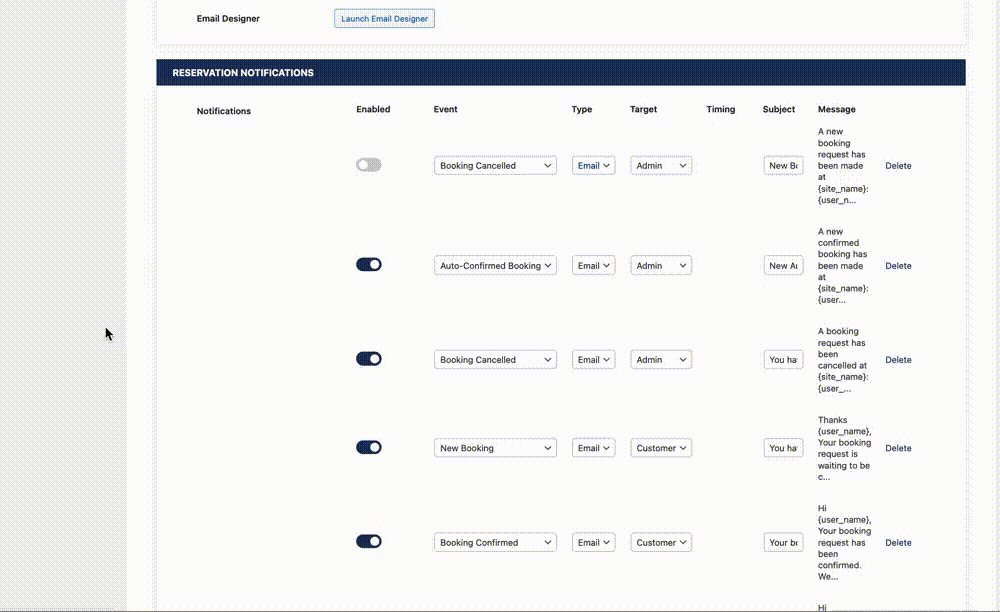 Email Designer Launch Email Designer
RESERVATION NOTIFICATIONS
Notifications Enabled Event Type Target Timing Subject Message
Booking Cancelled Email Admin New Bo Delete
A new
booking
request has
been made
at
{site_name}:
{user_n...
Auto-Confirmed Booking Email Admin New Au Delete
A new
confirmed
booking has
been made
at
{site_name}:
{user...
Booking Cancelled Email Admin You ha Delete
A booking
request has
been
cancelled at
{site_name}:
{user_...
New Booking Email Customer You ha Delete
Thanks
{user_name},
Your booking
request is
waiting to be
c...
Booking Confirmed Email Customer Your bo Delete
Hi
{user_name},
Your booking
request has
been
confirmed.
We...
Hi